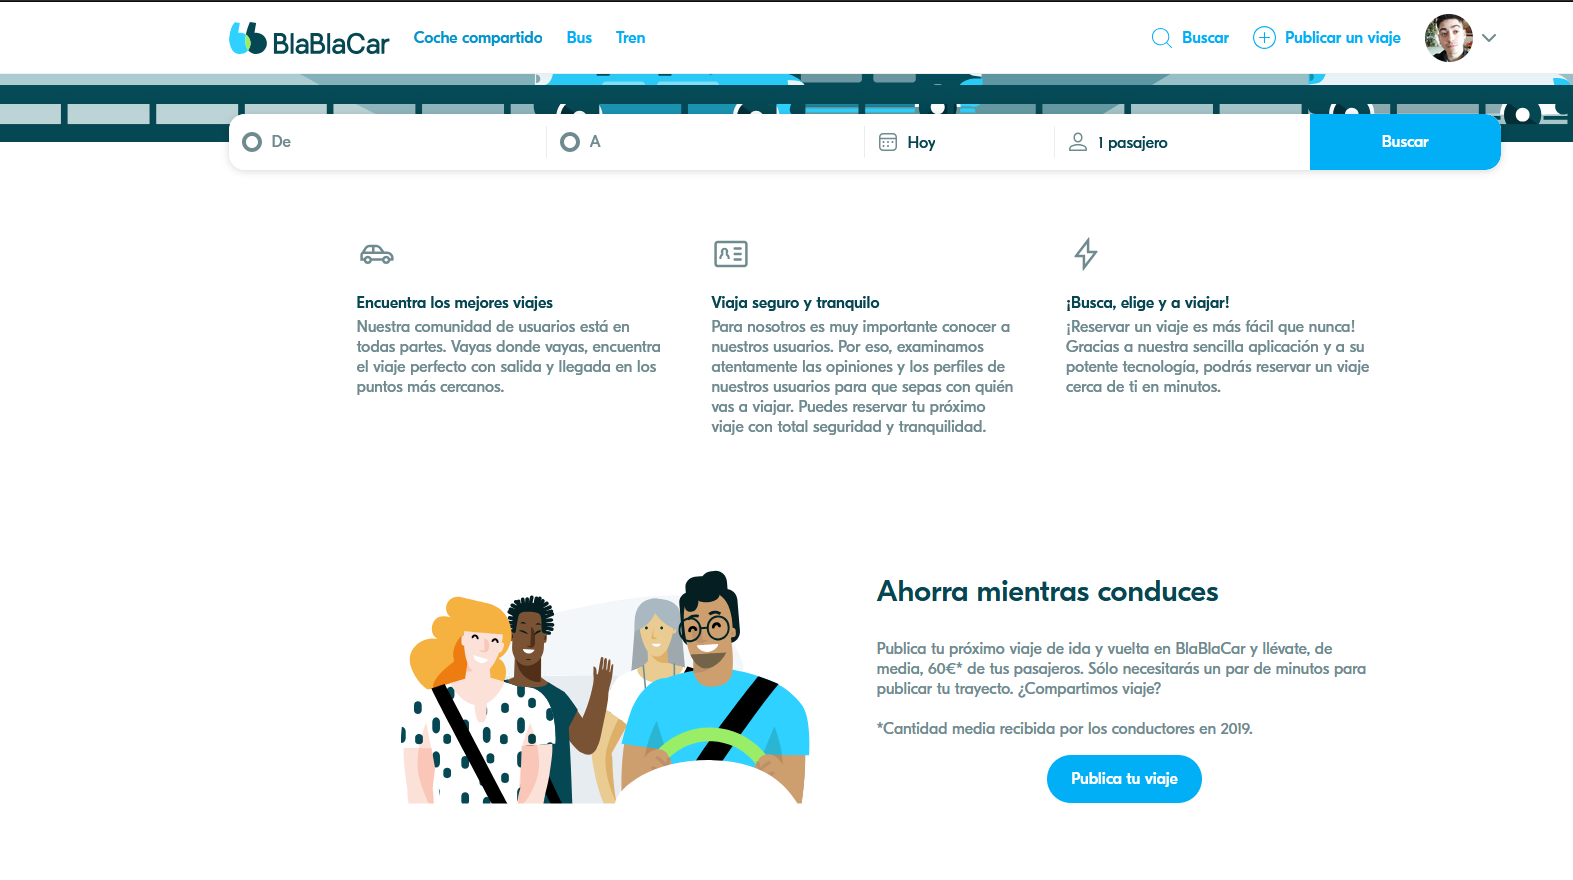 BlaBlaCar Coche compartido Bus Tren Buscar Publicar un viaje
De A Hoy 1 pasajero Buscar
Encuentra los mejores viajes
Nuestra comunidad de usuarios está en
todas partes. Vayas donde vayas, encuentra
el viaje perfecto con salida y llegada en los
puntos más cercanos.
Viaja seguro y tranquilo
Para nosotros es muy importante conocer a
nuestros usuarios. Por eso, examinamos
atentamente las opiniones y los perfiles de
nuestros usuarios para que sepas con quién
vas a viajar. Puedes reservar tu próximo
viaje con total seguridad y tranquilidad.
¡Busca, elige y a viajar!
¡Reservar un viaje es más fácil que nunca!
Gracias a nuestra sencilla aplicación y a su
potente tecnología, podrás reservar un viaje
cerca de ti en minutos.
Ahorra mientras conduces
Publica tu próximo viaje de ida y vuelta en BlaBlaCar y llévate, de
media, 60€* de tus pasajeros. Sólo necesitarás un par de minutos para
publicar tu trayecto. ¿Compartimos viaje?
*Cantidad media recibida por los conductores en 2019.
Publica tu viaje